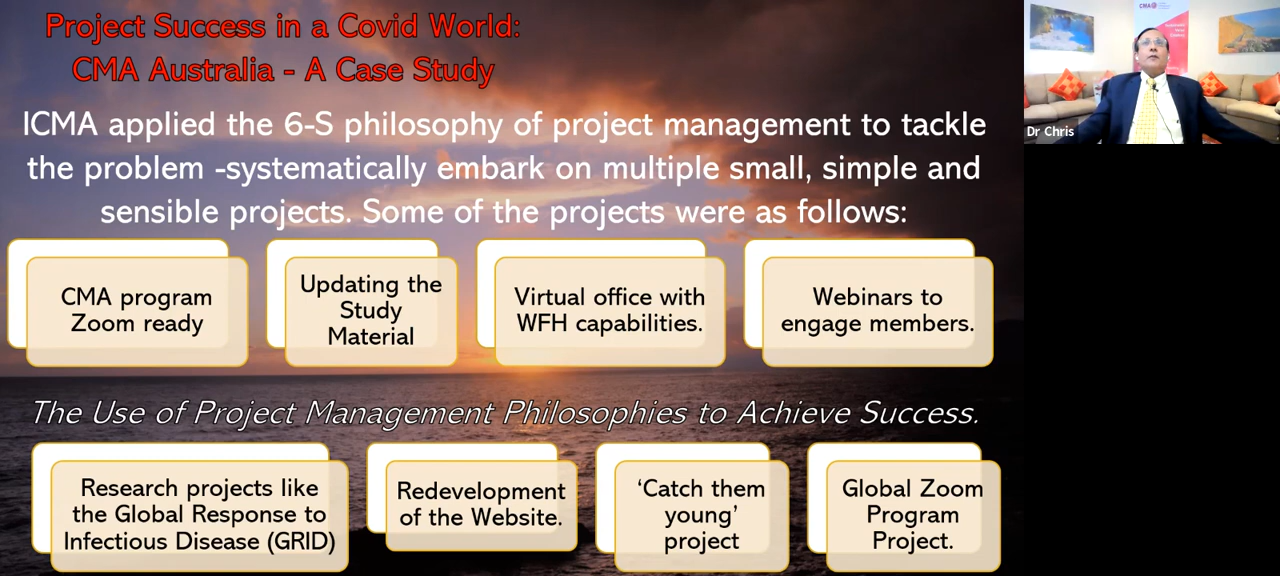 Project Success in a Covid World:
CMA Australia - A Case Study
ICMA applied the 6-S philosophy of project management to tackle
the problem -systematically embark on multiple small, simple and
sensible projects. Some of the projects were as follows:
CMA program
Zoom ready
Updating the
Study
Material
Virtual office with
WFH capabilities.
Webinars to
engage members.
The Use of Project Management Philosophies to Achieve Success.
Research projects like
the Global Response to
Infectious Disease (GRID)
Redevelopment
of the Website.
‘Catch them
young’
project
Global Zoom
Program
Project.
CMA
Dr Chris